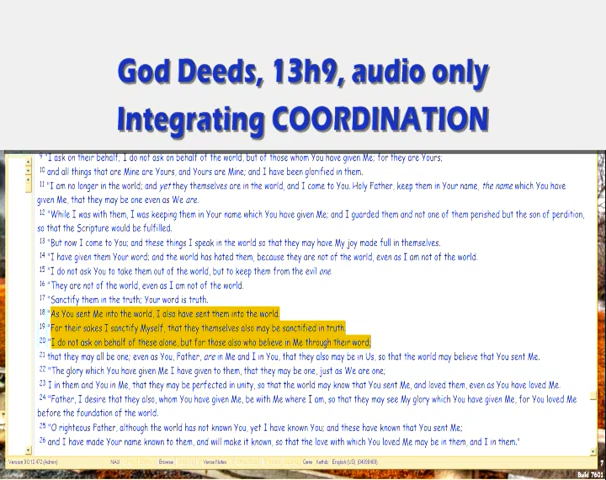 God Deeds, 13h9, audio only
Integrating COORDINATION
9 "I ask on their behalf; I do not ask on behalf of the world, but of those whom You have given Me; for they are Yours;
10 and all things that are Mine are Yours, and Yours are Mine; and I have been glorified in them.
11 "I am no longer in the world; and yet they themselves are in the world, and I come to You. Holy Father, keep them in Your name, the name which You have
given Me, that they may be one even as We are.
12 "While I was with them, I was keeping them in Your name which You have given Me; and I guarded them and not one of them perished but the son of perdition,
so that the Scripture would be fulfilled.
13 "But now I come to You; and these things I speak in the world so that they may have My joy made full in themselves.
14 "I have given them Your word; and the world has hated them, because they are not of the world, even as I am not of the world.
15 "I do not ask You to take them out of the world, but to keep them from the evil one.
16 "They are not of the world, even as I am not of the world.
17 "Sanctify them in the truth; Your word is truth.
18 "As You sent Me into the world, I also have sent them into the world.
19 "For their sakes I sanctify Myself, that they themselves also may be sanctified in truth.
20 "I do not ask on behalf of these alone, but for those also who believe in Me through their word;
21 that they may all be one; even as You, Father, are in Me and I in You, that they also may be in Us, so that the world may believe that You sent Me.
22 "The glory which You have given Me I have given to them, that they may be one, just as We are one;
23 I in them and You in Me, that they may be perfected in unity, so that the world may know that You sent Me, and loved them, even as You have loved Me.
24 "Father, I desire that they also, whom You have given Me, be with Me where I am, so that they may see My glory which You have given Me, for You loved Me
before the foundation of the world.
25 "O righteous Father, although the world has not known You, yet I have known You; and these have known that You sent Me;
26 and I have made Your name known to them, and will make it known, so that the love with which You loved Me may be in them, and I in them."
NAU Browse Verse Notes English (US)
7
Build 7601